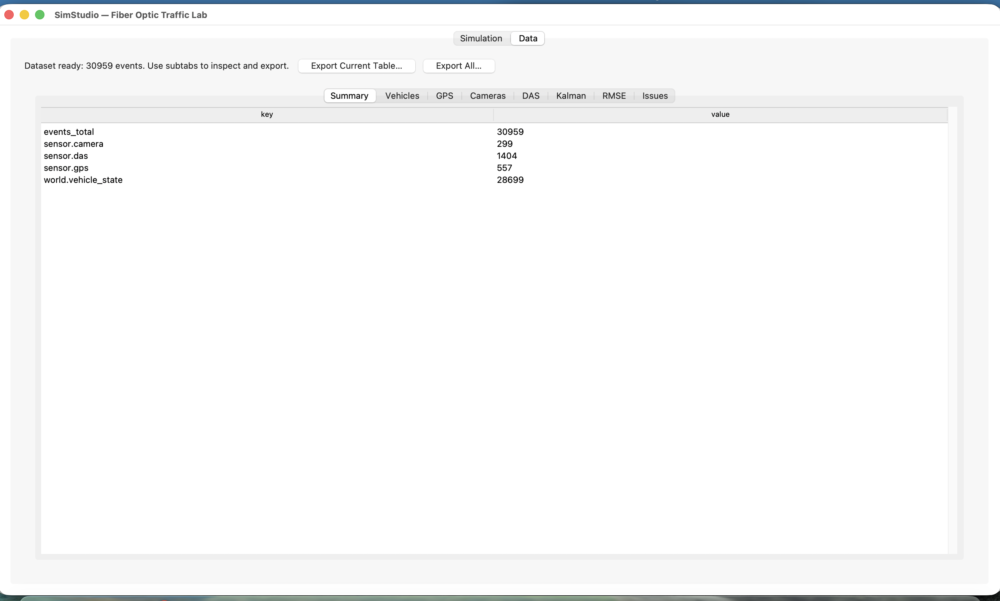 SimStudio — Fiber Optic Traffic Lab
Simulation Data
Dataset ready: 30959 events. Use subtabs to inspect and export. Export Current Table... Export All...
Summary Vehicles GPS Cameras DAS Kalman RMSE Issues
key value
events_total 30959
sensor.camera 299
sensor.das 1404
sensor.gps 557
world.vehicle_state 28699